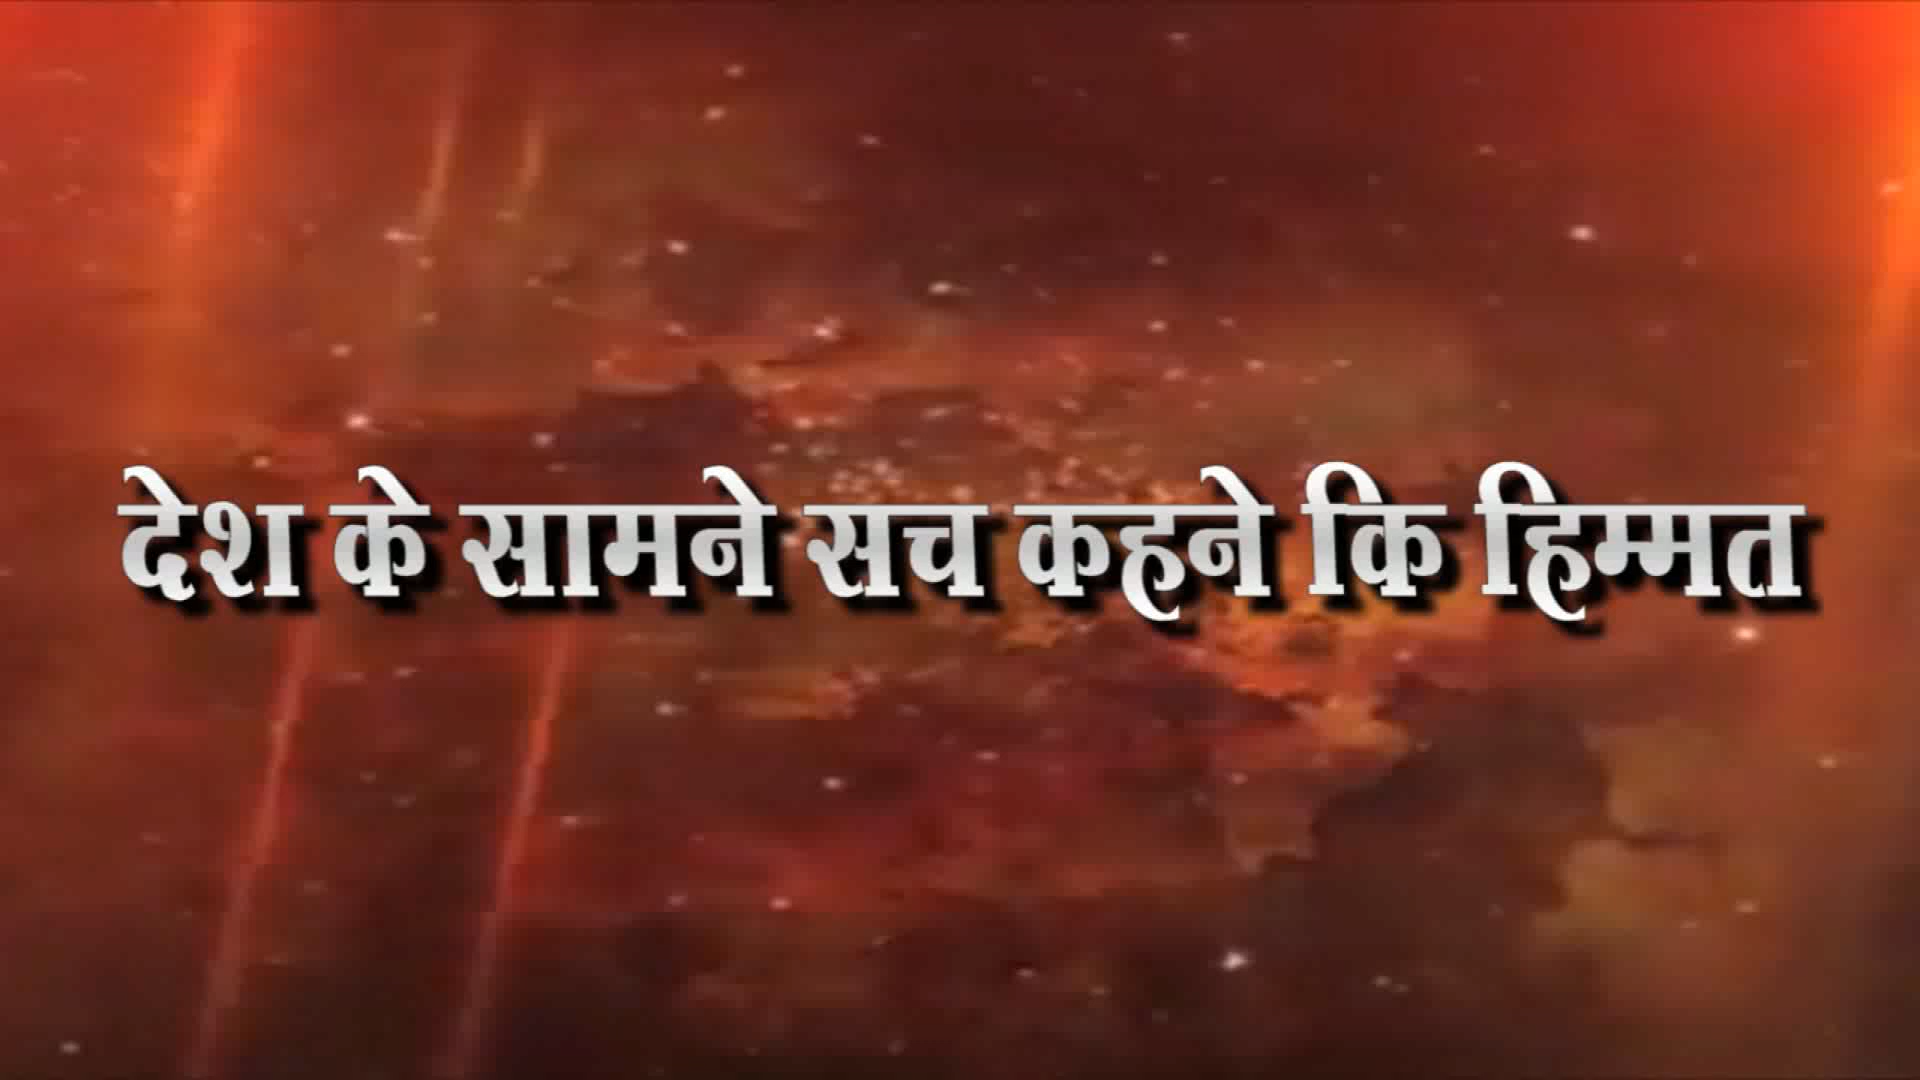 देश के सामने सच कहने कि हिम्मत